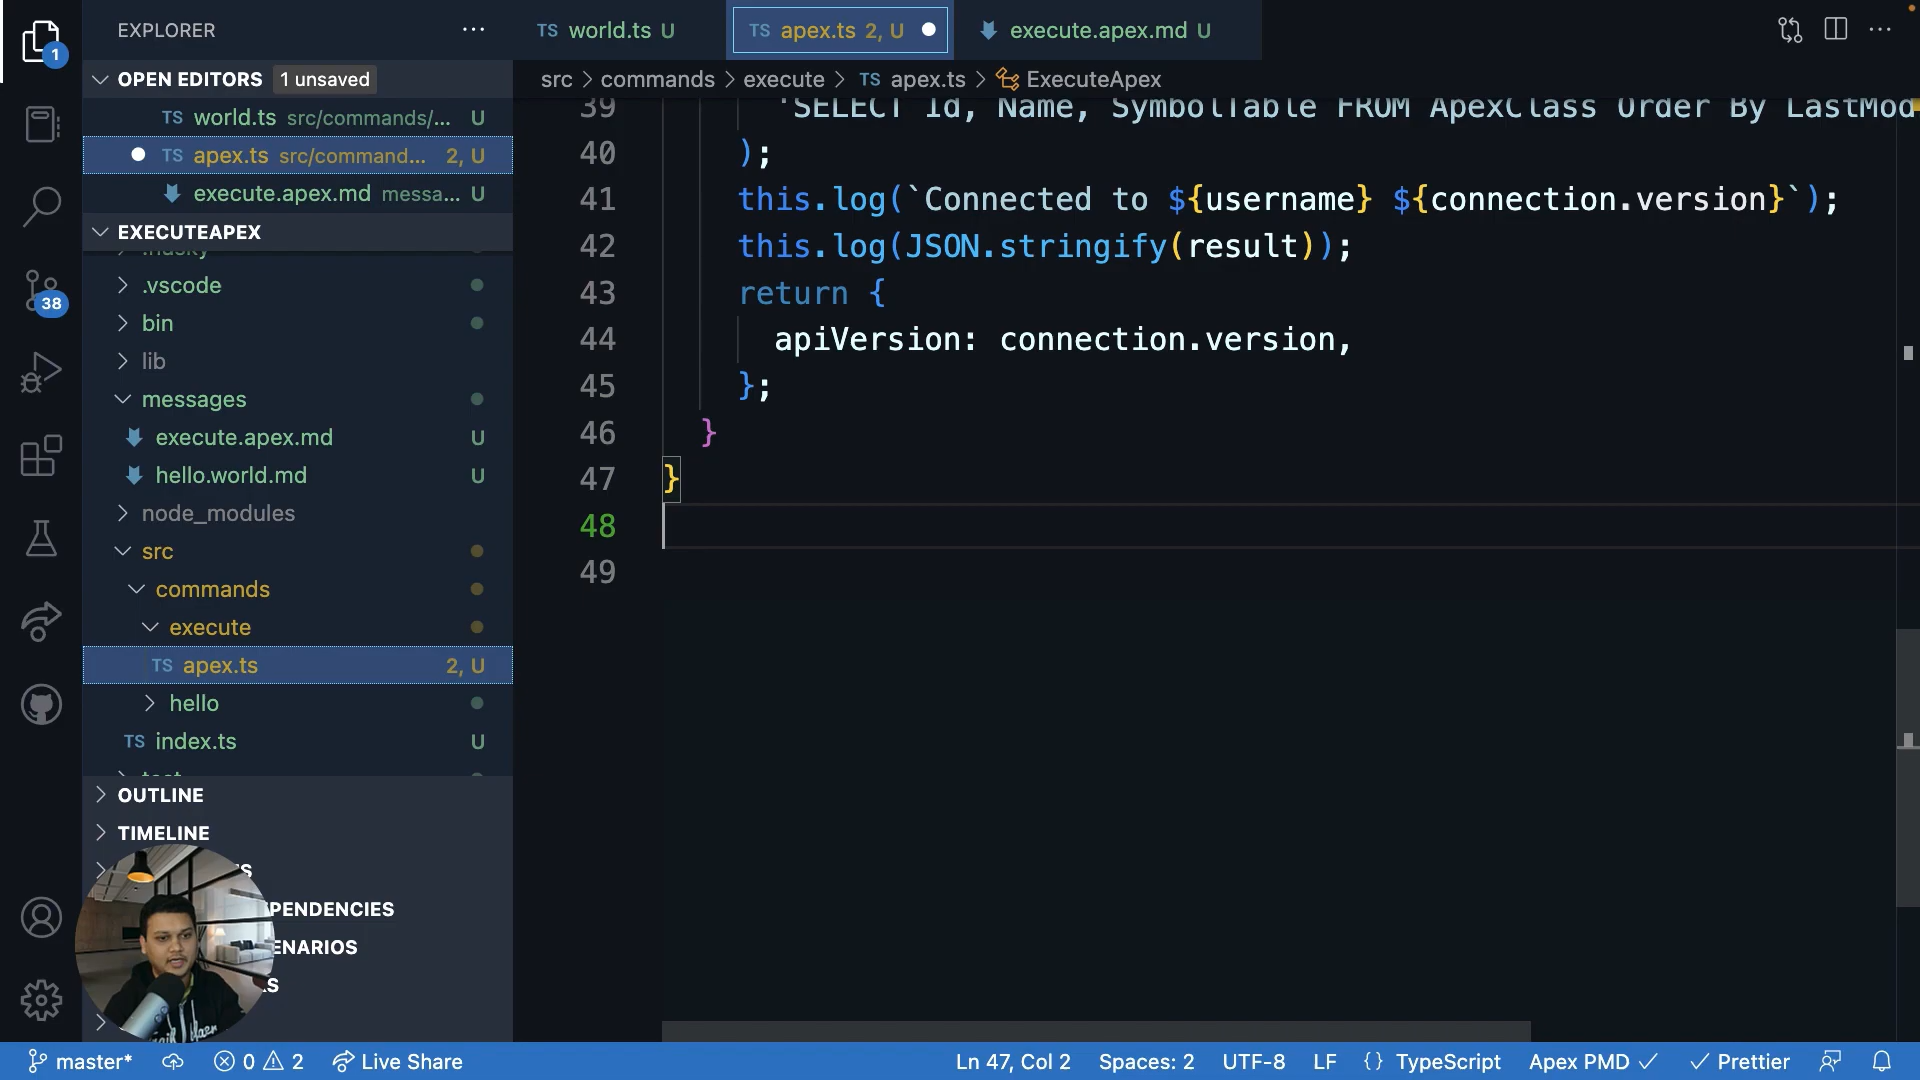 EXPLORER
TS world.ts U
TS apex.ts 2, U
execute.apex.md U
1
OPEN EDITORS 1 unsaved
src > commands > execute > TS apex.ts > ExecuteApex
TS world.ts src/commands/... U
TS apex.ts src/command... 2, U
execute.apex.md messa... U
EXECUTEAPEX
.husky
.vscode
bin
lib
messages
execute.apex.md U
hello.world.md U
node_modules
src
commands
execute
TS apex.ts 2, U
hello
TS index.ts U
test
OUTLINE
TIMELINE
PENDENCIES
ENARIOS
38
39 'SELECT Id, Name, SymbolTable FROM ApexClass Order By LastMod
40 );
41 this.log(`Connected to ${username} ${connection.version}`);
42 this.log(JSON.stringify(result));
43 return {
44 apiVersion: connection.version,
45 };
46 }
47 }
48
49
master* 0 2 Live Share Ln 47, Col 2 Spaces: 2 UTF-8 LF {} TypeScript Apex PMD ✓ ✓ Prettier